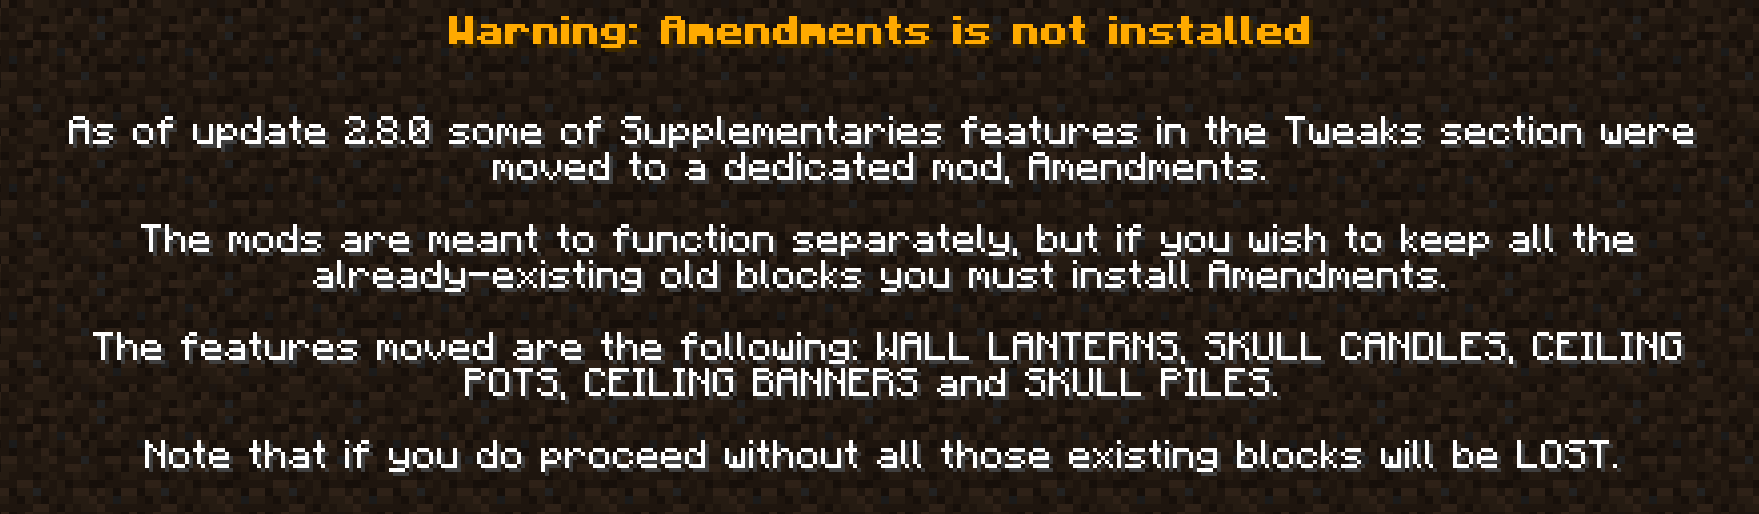 Warning: Amendments is not installed
As of update 2.8.0 some of Supplementaries features in the Tweaks section were
moved to a dedicated mod, Amendments.
The mods are meant to function separately, but if you wish to keep all the
already-existing old blocks you must install Amendments.
The features moved are the following: WALL LANTERNS, SKULL CANDLES, CEILING
POTS, CEILING BANNERS and SKULL PILES.
Note that if you do proceed without all those existing blocks will be LOST.